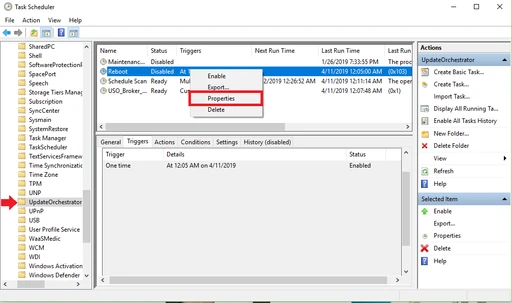 Task Scheduler
File Action View Help
SharedPC
Shell
SoftwareProtectionP
SpacePort
Speech
Storage Tiers Manag
Subscription
SyncCenter
Sysmain
SystemRestore
Task Manager
TaskScheduler
TextServicesFramew
Time Synchronizatio
Time Zone
TPM
UNP
UpdateOrchestrator
UPnP
USB
User Profile Service
WaaSMedic
WCM
WDI
Windows Activation
Windows Defender
Name Status Triggers Next Run Time Last Run Time Last Run
Maintenanc... Disabled 1/26/2019 7:33:55 PM The proc
Reboot Disabled At 1 4/11/2019 12:05:00 AM (0x103)
Schedule Scan Ready Mul 2/2019 12:26:52 AM 4/11/2019 12:11:14 AM The oper
USO_Broker_... Ready Cus 4/11/2019 12:07:48 AM (0x1)
Enable
Export...
Properties
Delete
General Triggers Actions Conditions Settings History (disabled)
Trigger Details Status
One time At 12:05 AM on 4/11/2019 Enabled
Actions
UpdateOrchestrator
Create Basic Task...
Create Task...
Import Task...
Display All Running Ta...
Enable All Tasks History
New Folder...
Delete Folder
View
Refresh
Help
Selected Item
Enable
Export...
Properties
Delete
Help